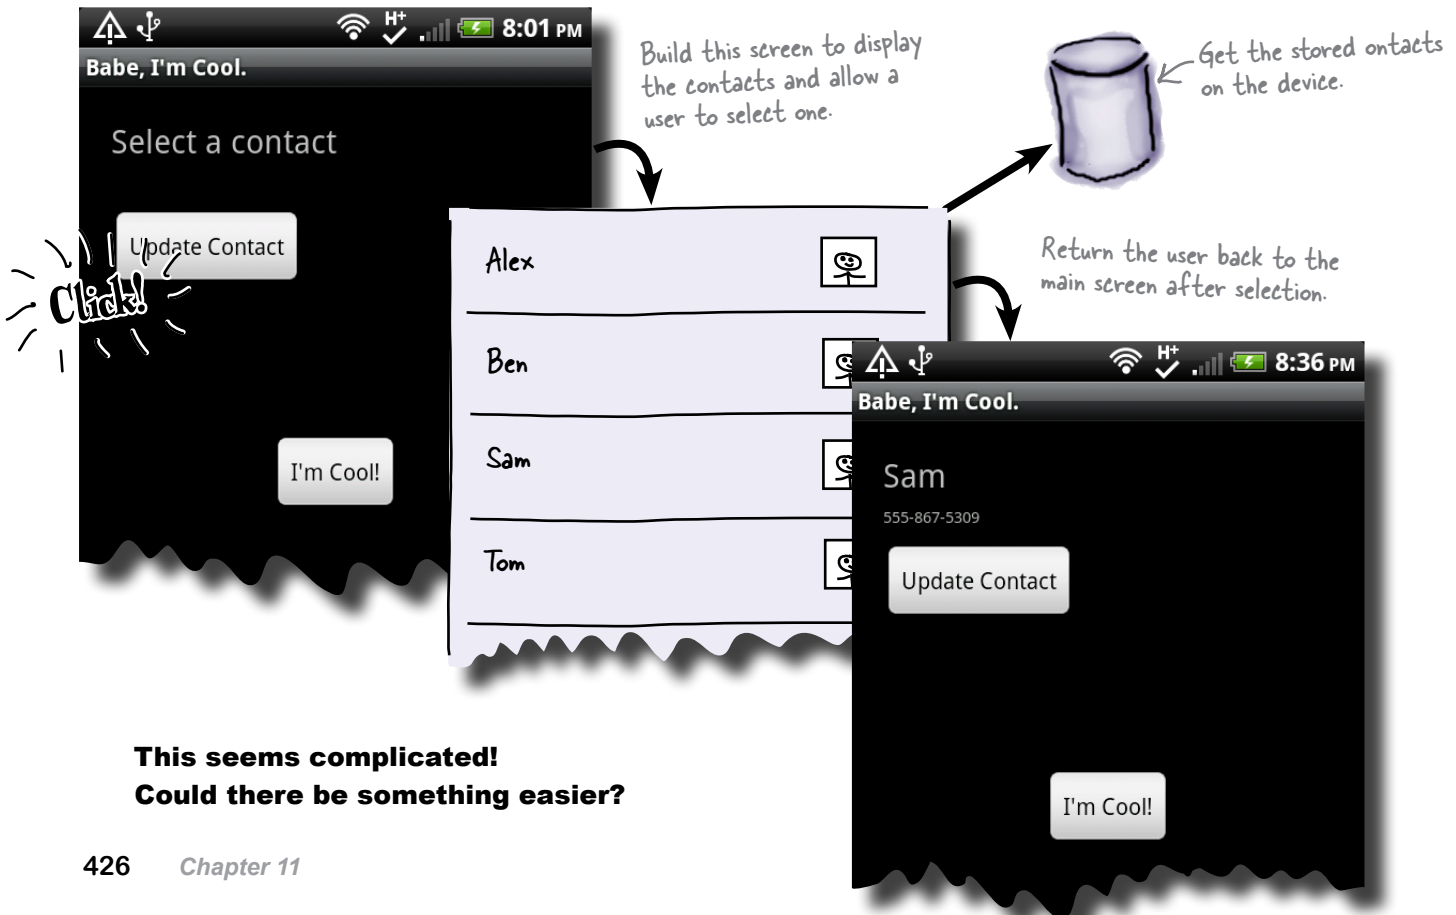 H+
8:01 PM
Babe, I'm Cool.
Select a contact
Update Contact
Click!
I'm Cool!
Build this screen to display
the contacts and allow a
user to select one.
Get the stored ontacts
on the device.
Alex
Ben
Sam
Tom
Return the user back to the
main screen after selection.
H+
8:36 PM
Babe, I'm Cool.
Sam
555-867-5309
Update Contact
I'm Cool!
This seems complicated!
Could there be something easier?
426 Chapter 11